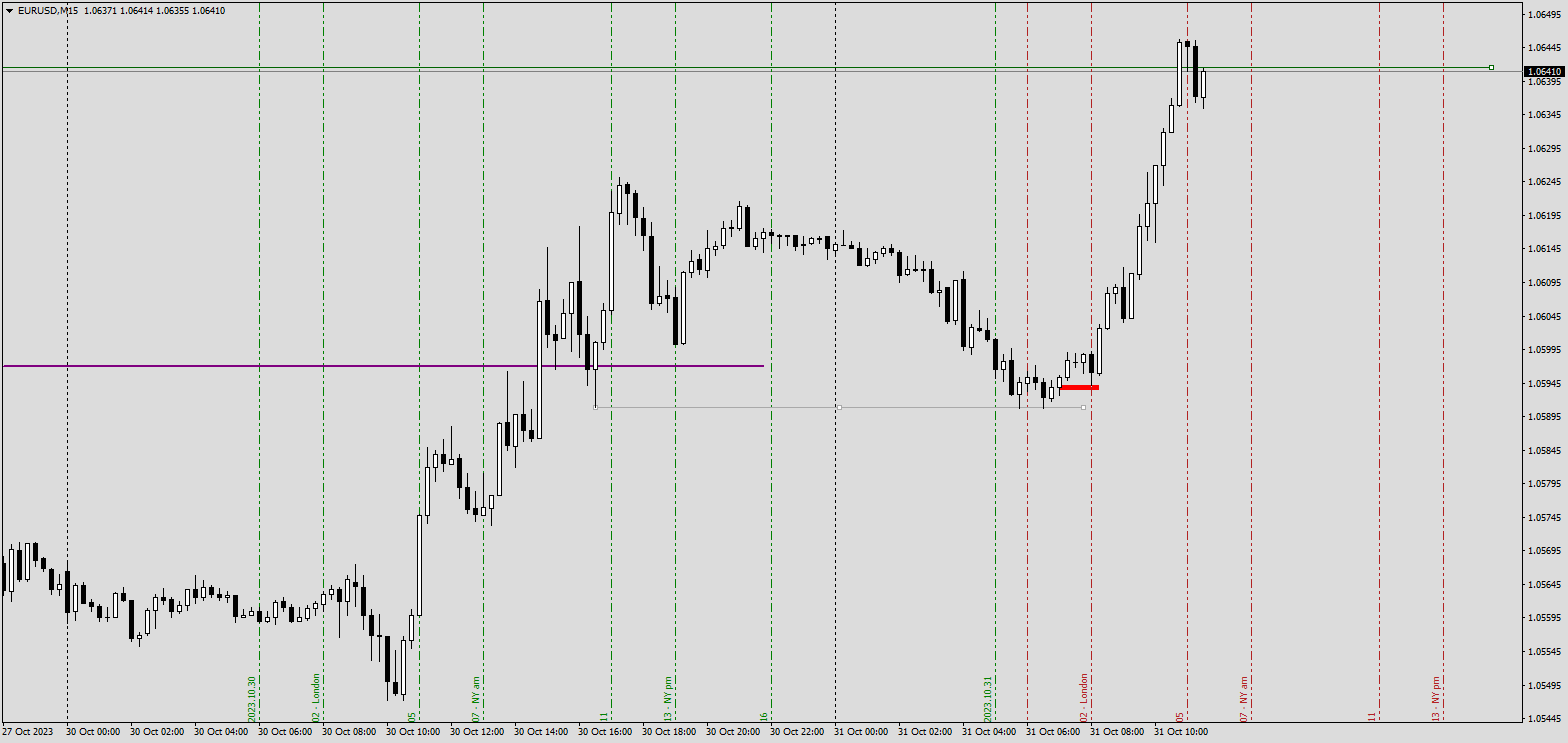 EURUSD,M15 1.06371 1.06414 1.06355 1.06410
1.06495
1.06445
1.06410
1.06395
1.06345
1.06295
1.06245
1.06195
1.06145
1.06095
1.06045
1.05995
1.05945
1.05895
1.05845
1.05795
1.05745
1.05695
1.05645
1.05595
1.05545
1.05495
1.05445
2023.10.30
02 - London
05
07 - NY am
11
13 - NY pm
16
2023.10.31
02 - London
05
07 - NY am
11
13 - NY pm
27 Oct 2023
30 Oct 00:00
30 Oct 02:00
30 Oct 04:00
30 Oct 06:00
30 Oct 08:00
30 Oct 10:00
30 Oct 12:00
30 Oct 14:00
30 Oct 16:00
30 Oct 18:00
30 Oct 20:00
30 Oct 22:00
31 Oct 00:00
31 Oct 02:00
31 Oct 04:00
31 Oct 06:00
31 Oct 08:00
31 Oct 10:00